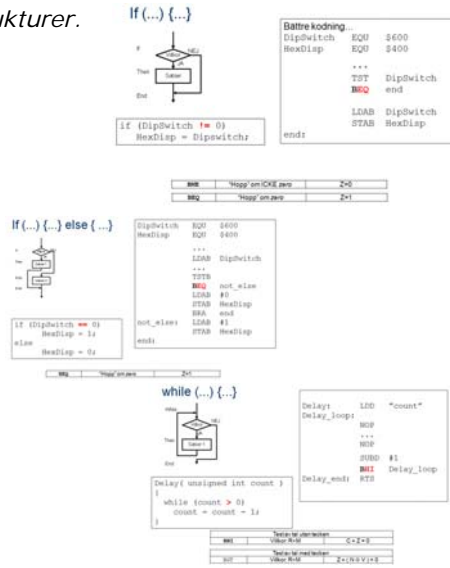 ukturer.
If (...) {...}
If
NEJ
JA
Then
End
if (DipSwitch != 0)
HexDisp = Dipswitch;
Bättre kodning...
DipSwitch EQU $600
HexDisp EQU $400
...
TST DipSwitch
BEQ end
LDAB DipSwitch
STAB HexDisp
end:
BNE "Hopp" om ICKE zero Z=0
BEQ "Hopp" om zero Z=1
If (...) {...} else { ...}
DipSwitch EQU $600
HexDisp EQU $400
...
LDAB DipSwitch
...
TSTB
BEQ not_else
LDAB #0
STAB HexDisp
BRA end
not_else: LDAB #1
STAB HexDisp
end:
if (DipSwitch == 0)
HexDisp = 1;
else
HexDisp = 0;
BEQ "Hopp" om zero Z=1
while (...) {...}
NEJ
JA
Then
End
Delay( unsigned int count )
{
while (count > 0)
count = count - 1;
}
Delay: LDD "count"
Delay_loop:
NOP
...
NOP
SUBD #1
BHI Delay_loop
Delay_end: RTS
Test av tal utan tecken
BHI Villkor: R>M C + Z = 0
Test av tal med tecken
BGT Villkor: R>M Z + ( N ⊕ V ) = 0